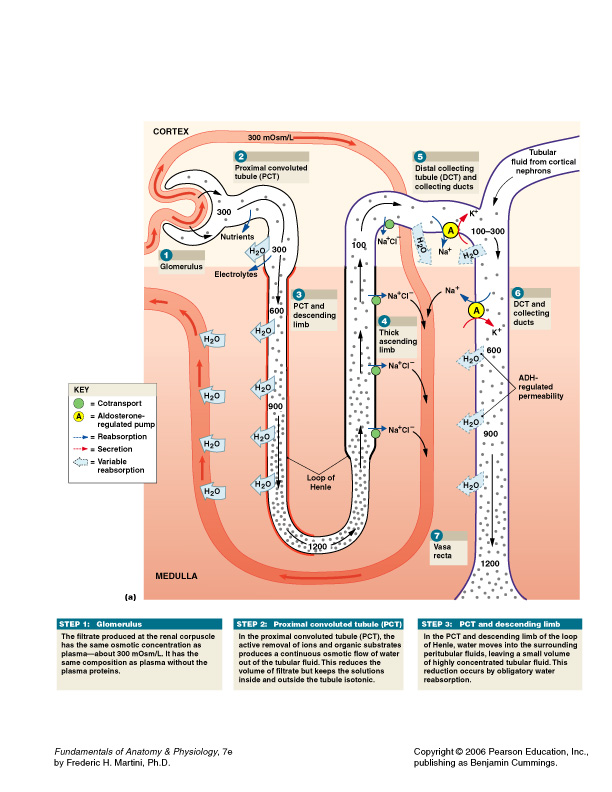 CORTEX
300 mOsm/L
2
Proximal convoluted
tubule (PCT)
5
Distal collecting
tubule (DCT) and
collecting ducts
Tubular
fluid from cortical
nephrons
300
Nutrients
H₂O
300
Electrolytes
1
Glomerulus
100
Na⁺Cl⁻
H₂O
A
K⁺
Na⁺
H₂O
100–300
3
PCT and
descending
limb
600
H₂O
H₂O
900
H₂O
H₂O
1200
Loop of
Henle
4
Thick
ascending
limb
Na⁺Cl⁻
Na⁺Cl⁻
Na⁺Cl⁻
Na⁺
A
K⁺
6
DCT and
collecting
ducts
600
H₂O
H₂O
900
H₂O
1200
ADH-
regulated
permeability
7
Vasa
recta
H₂O
H₂O
H₂O
H₂O
KEY
= Cotransport
A = Aldosterone-
regulated pump
= Reabsorption
= Secretion
= Variable
reabsorption
MEDULLA
(a)
STEP 1: Glomerulus
The filtrate produced at the renal corpuscle
has the same osmotic concentration as
plasma—about 300 mOsm/L. It has the
same composition as plasma without the
plasma proteins.
STEP 2: Proximal convoluted tubule (PCT)
In the proximal convoluted tubule (PCT), the
active removal of ions and organic substrates
produces a continuous osmotic flow of water
out of the tubular fluid. This reduces the
volume of filtrate but keeps the solutions
inside and outside the tubule isotonic.
STEP 3: PCT and descending limb
In the PCT and descending limb of the loop
of Henle, water moves into the surrounding
peritubular fluids, leaving a small volume
of highly concentrated tubular fluid. This
reduction occurs by obligatory water
reabsorption.
Fundamentals of Anatomy & Physiology, 7e
by Frederic H. Martini, Ph.D.
Copyright © 2006 Pearson Education, Inc.,
publishing as Benjamin Cummings.